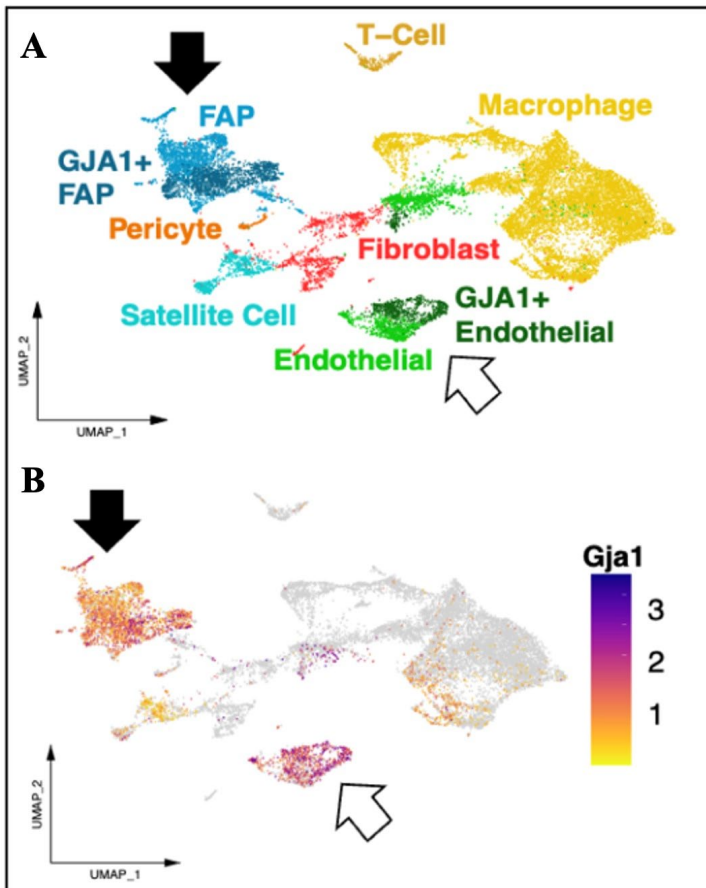 A
T-Cell
FAP
Macrophage
GJA1+
FAP
Pericyte
Fibroblast
Satellite Cell
GJA1+
Endothelial
Endothelial
UMAP_2
UMAP_1
B
Gja1
3
2
1
UMAP_2
UMAP_1